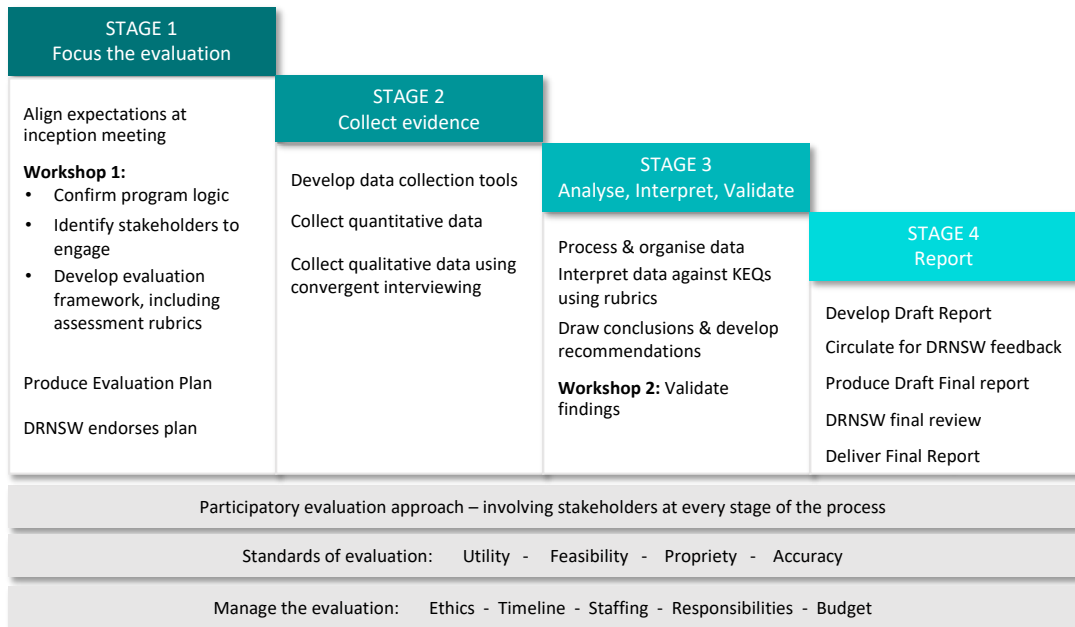 STAGE 1
Focus the evaluation
Align expectations at
inception meeting
Workshop 1:
• Confirm program logic
• Identify stakeholders to
engage
• Develop evaluation
framework, including
assessment rubrics
Produce Evaluation Plan
DRNSW endorses plan
STAGE 2
Collect evidence
Develop data collection tools
Collect quantitative data
Collect qualitative data using
convergent interviewing
STAGE 3
Analyse, Interpret, Validate
Process & organise data
Interpret data against KEQs
using rubrics
Draw conclusions & develop
recommendations
Workshop 2: Validate
findings
STAGE 4
Report
Develop Draft Report
Circulate for DRNSW feedback
Produce Draft Final report
DRNSW final review
Deliver Final Report
Participatory evaluation approach – involving stakeholders at every stage of the process
Standards of evaluation: Utility - Feasibility - Propriety - Accuracy
Manage the evaluation: Ethics - Timeline - Staffing - Responsibilities - Budget